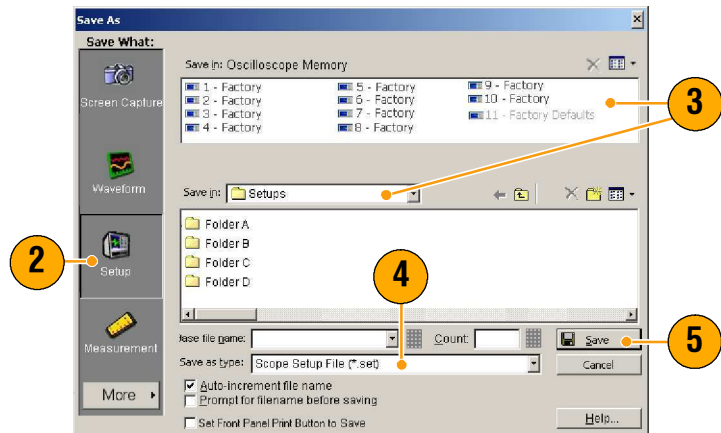 Save As
Save What:
Screen Capture
Waveform
Setup
Measurement
More
Save in: Oscilloscope Memory
1 - Factory
2 - Factory
3 - Factory
4 - Factory
5 - Factory
6 - Factory
7 - Factory
8 - Factory
9 - Factory
10 - Factory
11 - Factory Defaults
3
Save in: Setups
Folder A
Folder B
Folder C
Folder D
2
4
Base file name:
Count:
Save
5
Save as type: Scope Setup File (*.set)
Cancel
Auto-increment file name
Prompt for filename before saving
Set Front Panel Print Button to Save
Help...